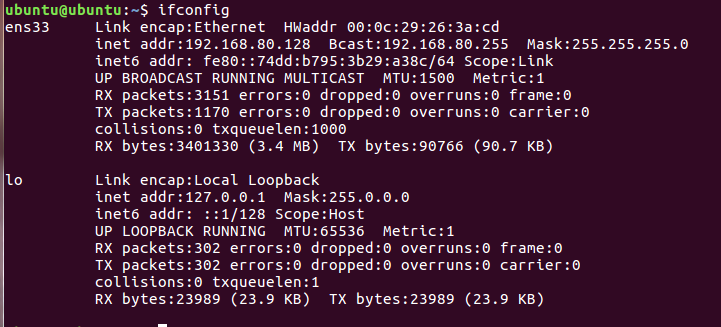 ubuntu@ubuntu:~$ ifconfig
ens33     Link encap:Ethernet  HWaddr 00:0c:29:26:3a:cd
          inet addr:192.168.80.128  Bcast:192.168.80.255  Mask:255.255.255.0
          inet6 addr: fe80::74dd:b795:3b29:a38c/64 Scope:Link
          UP BROADCAST RUNNING MULTICAST  MTU:1500  Metric:1
          RX packets:3151 errors:0 dropped:0 overruns:0 frame:0
          TX packets:1170 errors:0 dropped:0 overruns:0 carrier:0
          collisions:0 txqueuelen:1000
          RX bytes:3401330 (3.4 MB)  TX bytes:90766 (90.7 KB)

lo        Link encap:Local Loopback
          inet addr:127.0.0.1  Mask:255.0.0.0
          inet6 addr: ::1/128 Scope:Host
          UP LOOPBACK RUNNING  MTU:65536  Metric:1
          RX packets:302 errors:0 dropped:0 overruns:0 frame:0
          TX packets:302 errors:0 dropped:0 overruns:0 carrier:0
          collisions:0 txqueuelen:1
          RX bytes:23989 (23.9 KB)  TX bytes:23989 (23.9 KB)